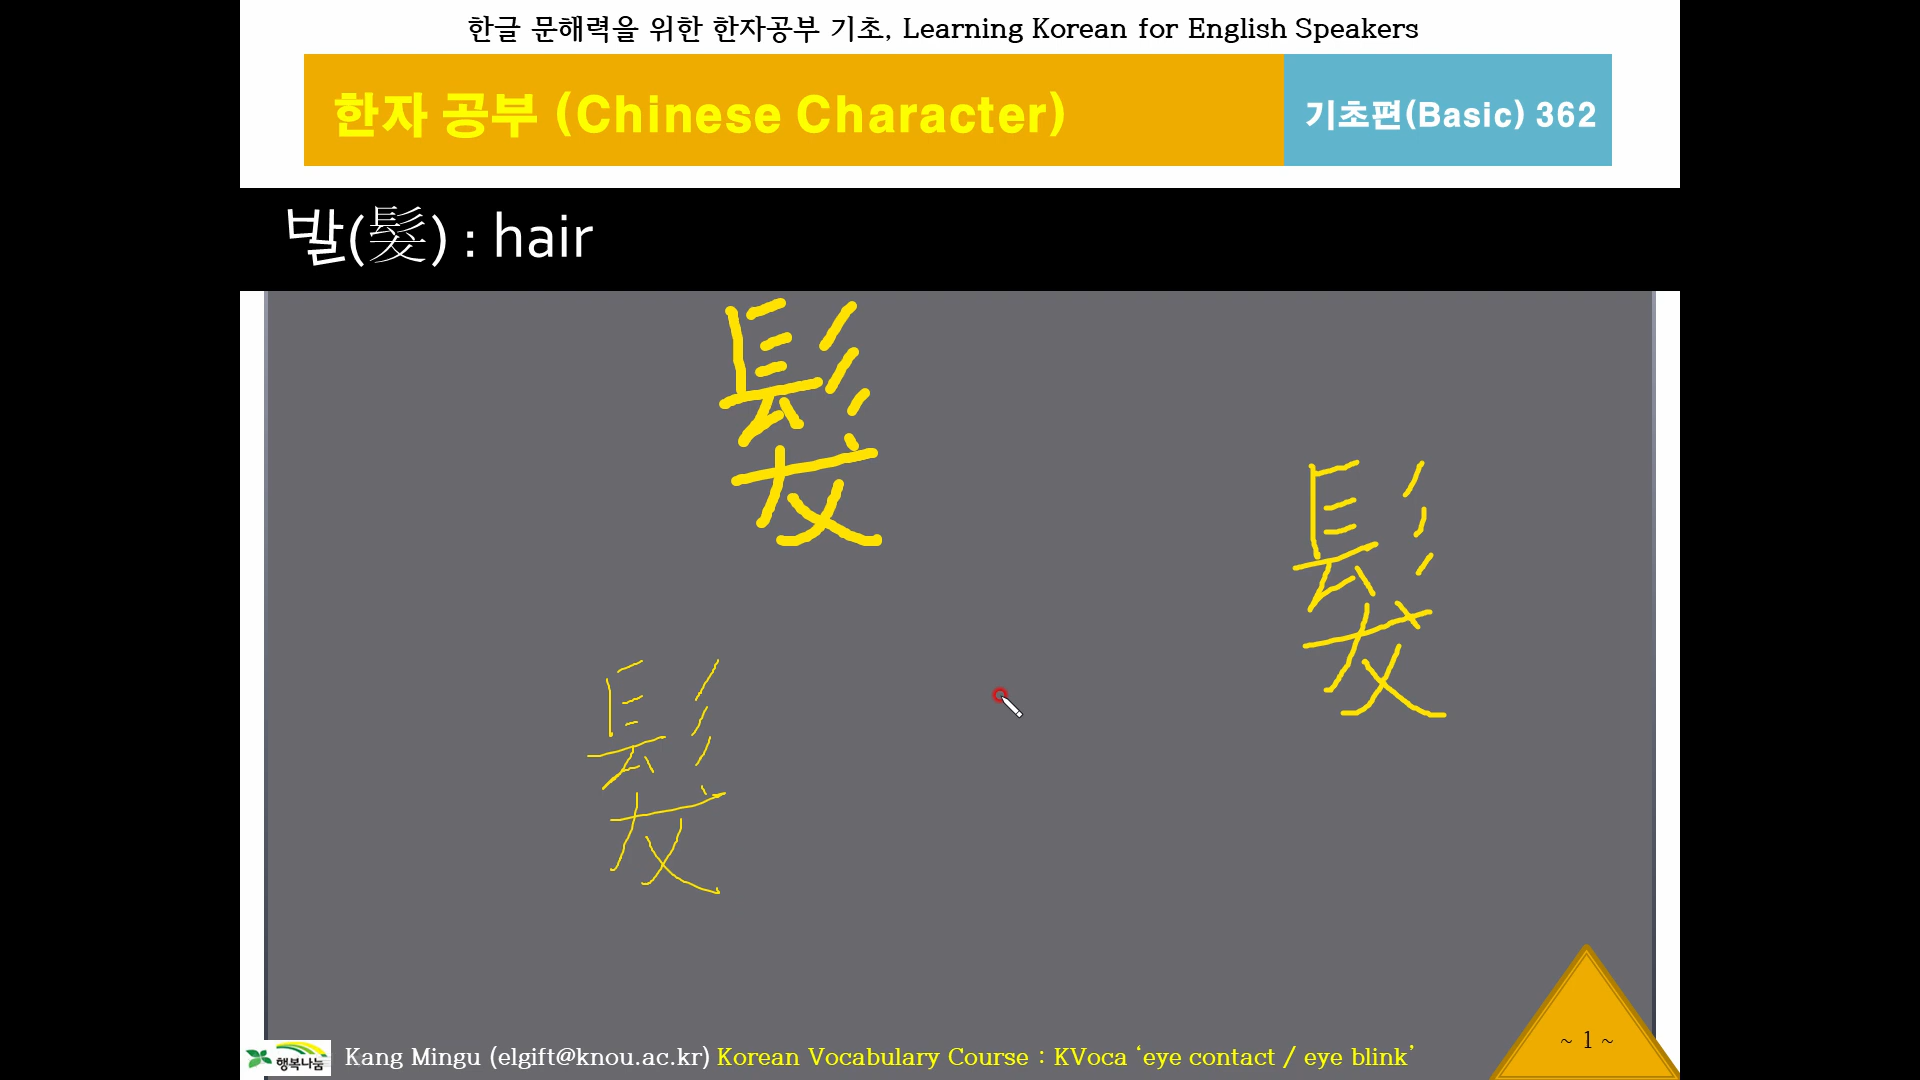 한글 문해력을 위한 한자공부 기초, Learning Korean for English Speakers
한자 공부 (Chinese Character)
기초편(Basic) 362
발(髮) : hair
髮
髮
髮
~ 1 ~
행복나눔
Kang Mingu (elgift@knou.ac.kr) Korean Vocabulary Course : KVoca ‘eye contact / eye blink’